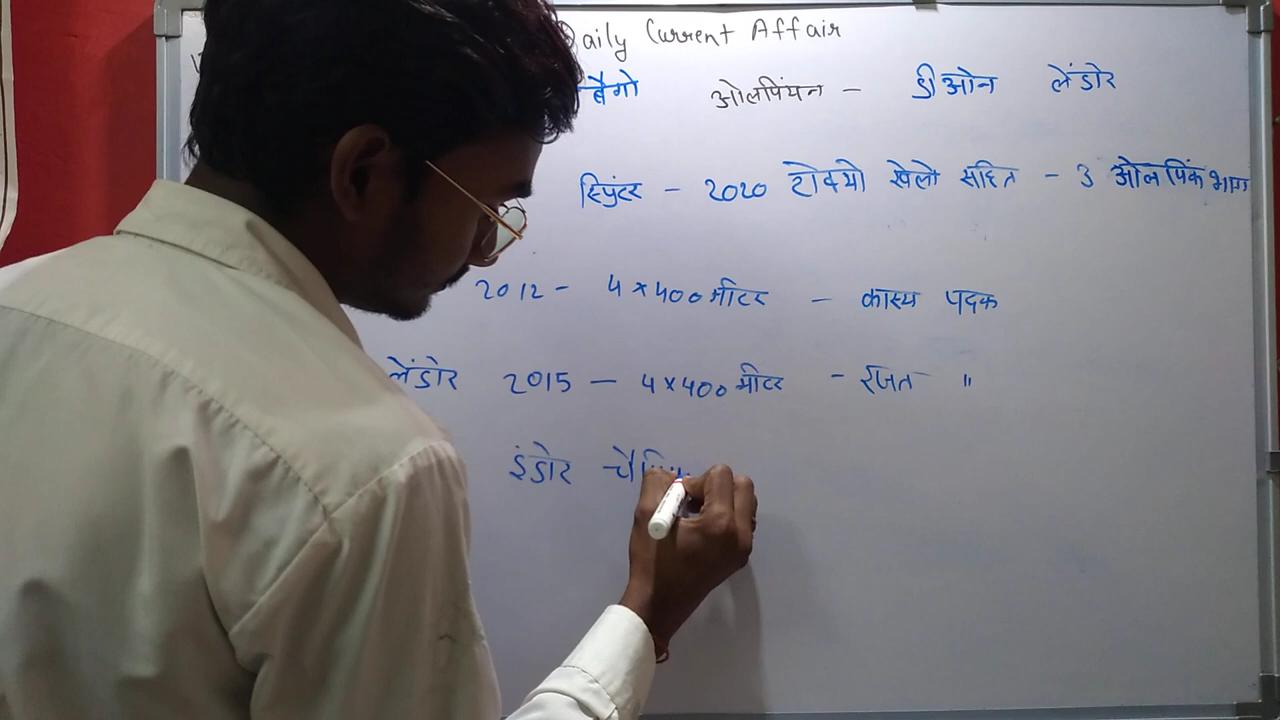 Daily Current Affair
बैगो ओलपिंयन - डीओन लेंडोर
स्प्रिंटर - 2020 टोक्यो खेलो सहित - 3 ओलपिंक भाग
2012 - 4×400 मीटर - कास्य पदक
लेंडोर 2015 - 4×400 मीटर - रजत "
इंडोर